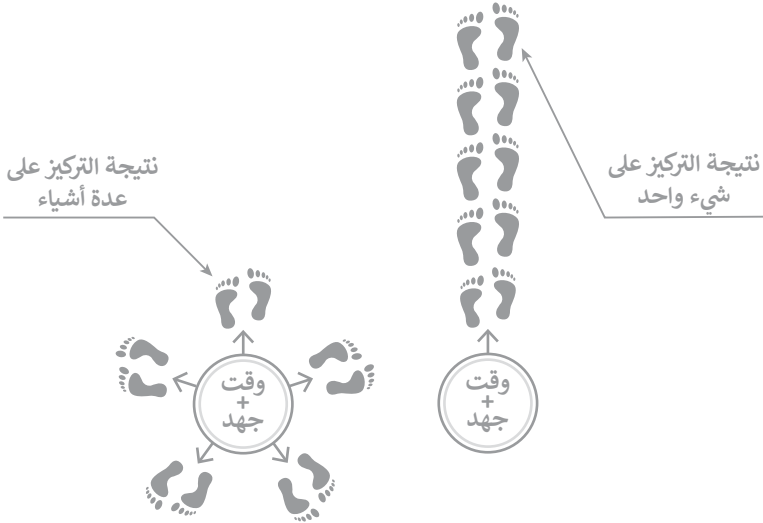 نتيجة التركيز على
شيء واحد
نتيجة التركيز على
عدة أشياء
وقت
+
جهد
وقت
+
جهد